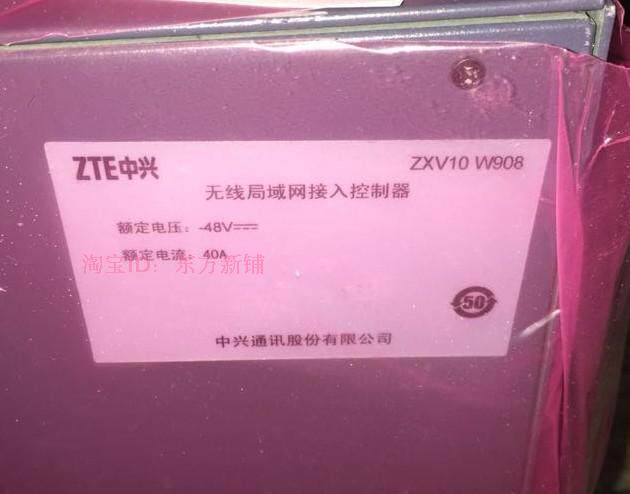 ZTE中兴
ZXV10 W908
无线局域网接入控制器
额定电压：-48V
额定电流：40A
淘宝ID：东方新铺
50
中兴通讯股份有限公司